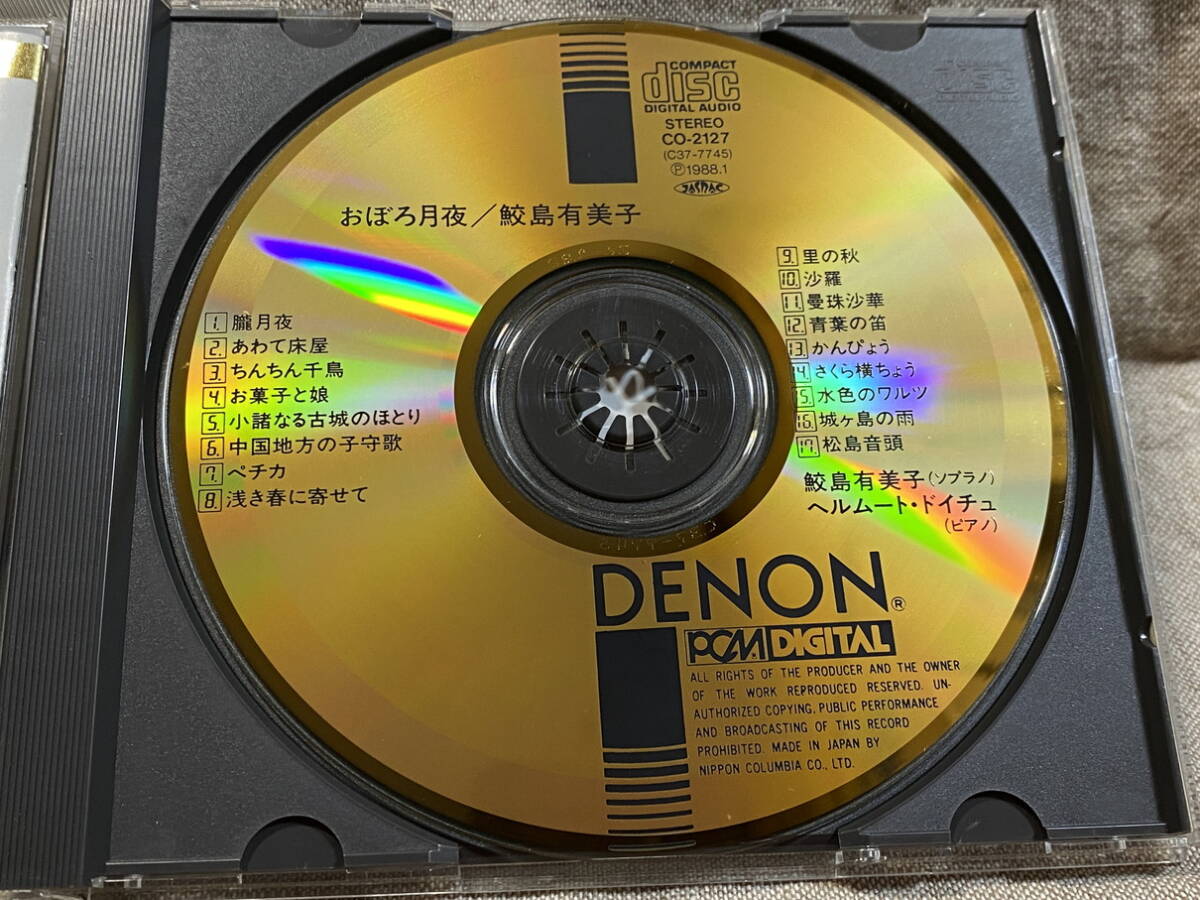 COMPACT
disc
DIGITAL AUDIO
STEREO
CO-2127
(C37-7745)
Ⓟ1988.1
JASRAC
おぼろ月夜／鮫島有美子
1. 朧月夜
2. あわて床屋
3. ちんちん千鳥
4. お菓子と娘
5. 小諸なる古城のほとり
6. 中国地方の子守歌
7. ペチカ
8. 浅き春に寄せて
9. 里の秋
10. 沙羅
11. 曼珠沙華
12. 青葉の笛
13. かんぴょう
14. さくら横ちょう
15. 水色のワルツ
16. 城ヶ島の雨
17. 松島音頭
鮫島有美子(ソプラノ)
ヘルムート・ドイチュ
(ピアノ)
DENON®
PCM DIGITAL
ALL RIGHTS OF THE PRODUCER AND THE OWNER
OF THE WORK REPRODUCED RESERVED. UN-
AUTHORIZED COPYING, PUBLIC PERFORMANCE
AND BROADCASTING OF THIS RECORD
PROHIBITED. MADE IN JAPAN BY
NIPPON COLUMBIA CO., LTD.